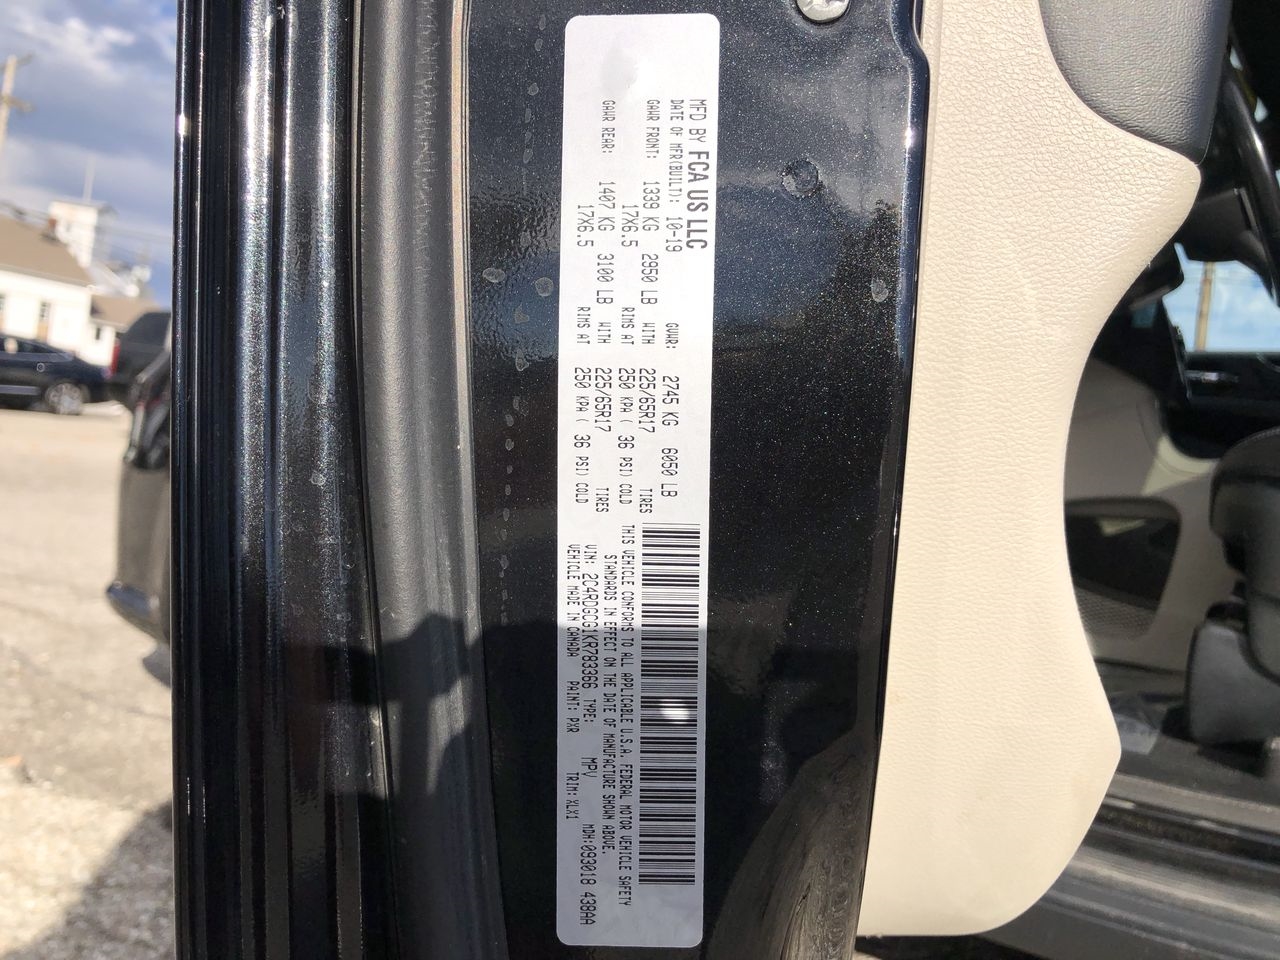 MFD BY FCA US LLC
DATE OF MFR(BUILT): 10-19 GVWR: 2745 KG 6050 LB
GAWR FRONT: 1339 KG 2950 LB WITH 225/65R17 TIRES
17X6.5 RIMS AT 250 KPA ( 36 PSI) COLD
GAWR REAR: 1407 KG 3100 LB WITH 225/65R17 TIRES
17X6.5 RIMS AT 250 KPA ( 36 PSI) COLD
THIS VEHICLE CONFORMS TO ALL APPLICABLE U.S.A. FEDERAL MOTOR VEHICLE SAFETY
STANDARDS IN EFFECT ON THE DATE OF MANUFACTURE SHOWN ABOVE.
VIN: 2C4RDGCG1KR783366 TYPE: MPV MDH:093018 438AA
VEHICLE MADE IN CANADA PAINT: PXR TRIM:XLX1